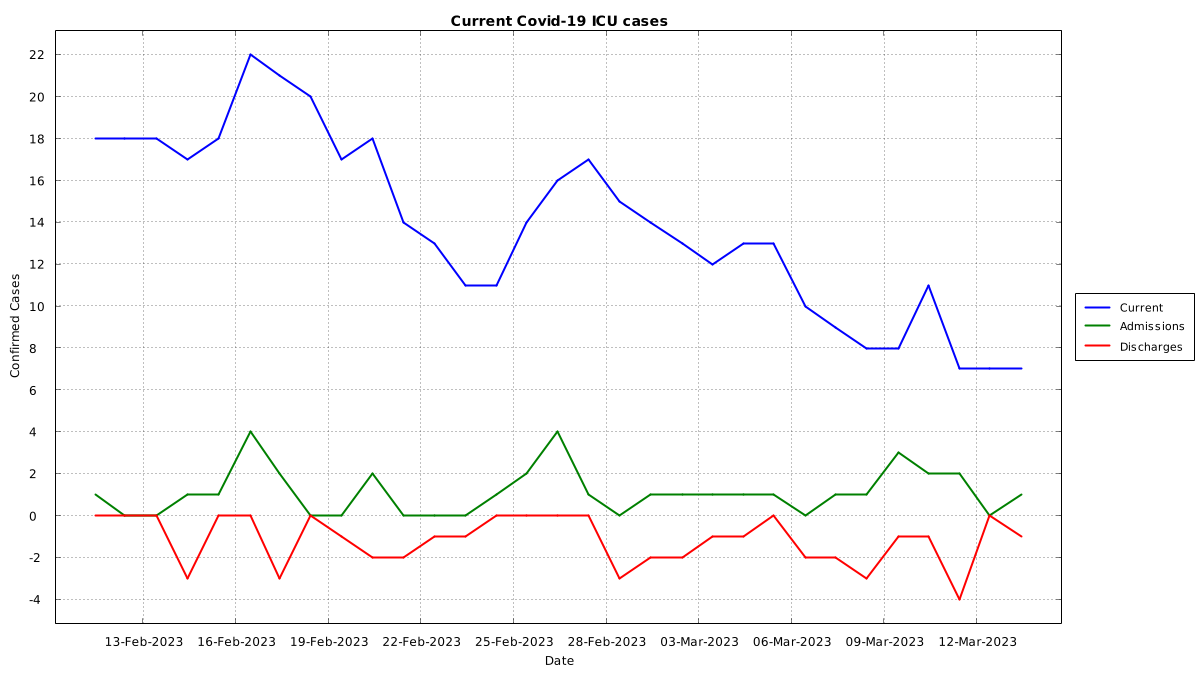 Current Covid-19 ICU cases
Confirmed Cases
22
20
18
16
14
12
10
8
6
4
2
0
-2
-4
13-Feb-2023 16-Feb-2023 19-Feb-2023 22-Feb-2023 25-Feb-2023 28-Feb-2023 03-Mar-2023 06-Mar-2023 09-Mar-2023 12-Mar-2023
Date
Current
Admissions
Discharges